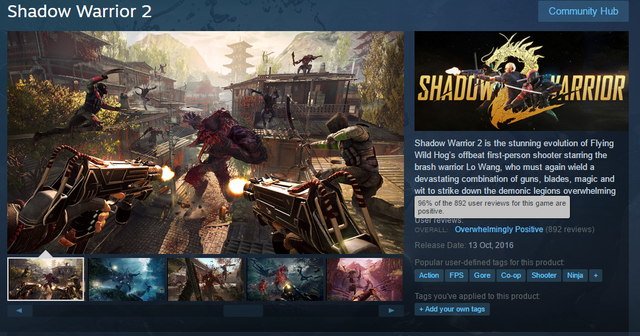 Shadow Warrior 2
Community Hub
SHADOW WARRIOR
2
Shadow Warrior 2 is the stunning evolution of Flying
Wild Hog's offbeat first-person shooter starring the
brash warrior Lo Wang, who must again wield a
devastating combination of guns, blades, magic and
wit to strike down the demonic legions overwhelming
96% of the 892 user reviews for this game are
positive.
User reviews:
OVERALL: Overwhelmingly Positive (892 reviews)
Release Date: 13 Oct, 2016
Popular user-defined tags for this product:
Action FPS Gore Co-op Shooter Ninja +
Tags you've applied to this product:
+ Add your own tags